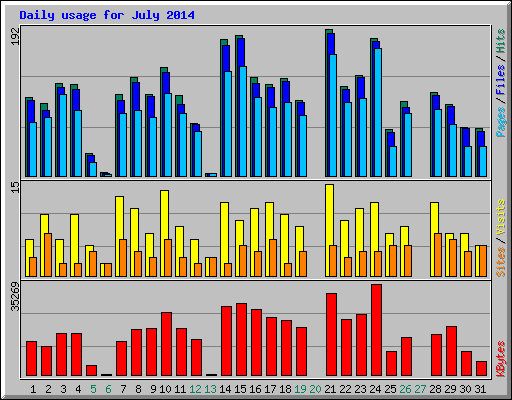 Daily usage for July 2014
192
15
35269
Pages / Files / Hits
Sites / Visits
KBytes
1 2 3 4 5 6 7 8 9 10 11 12 13 14 15 16 17 18 19 20 21 22 23 24 25 26 27 28 29 30 31